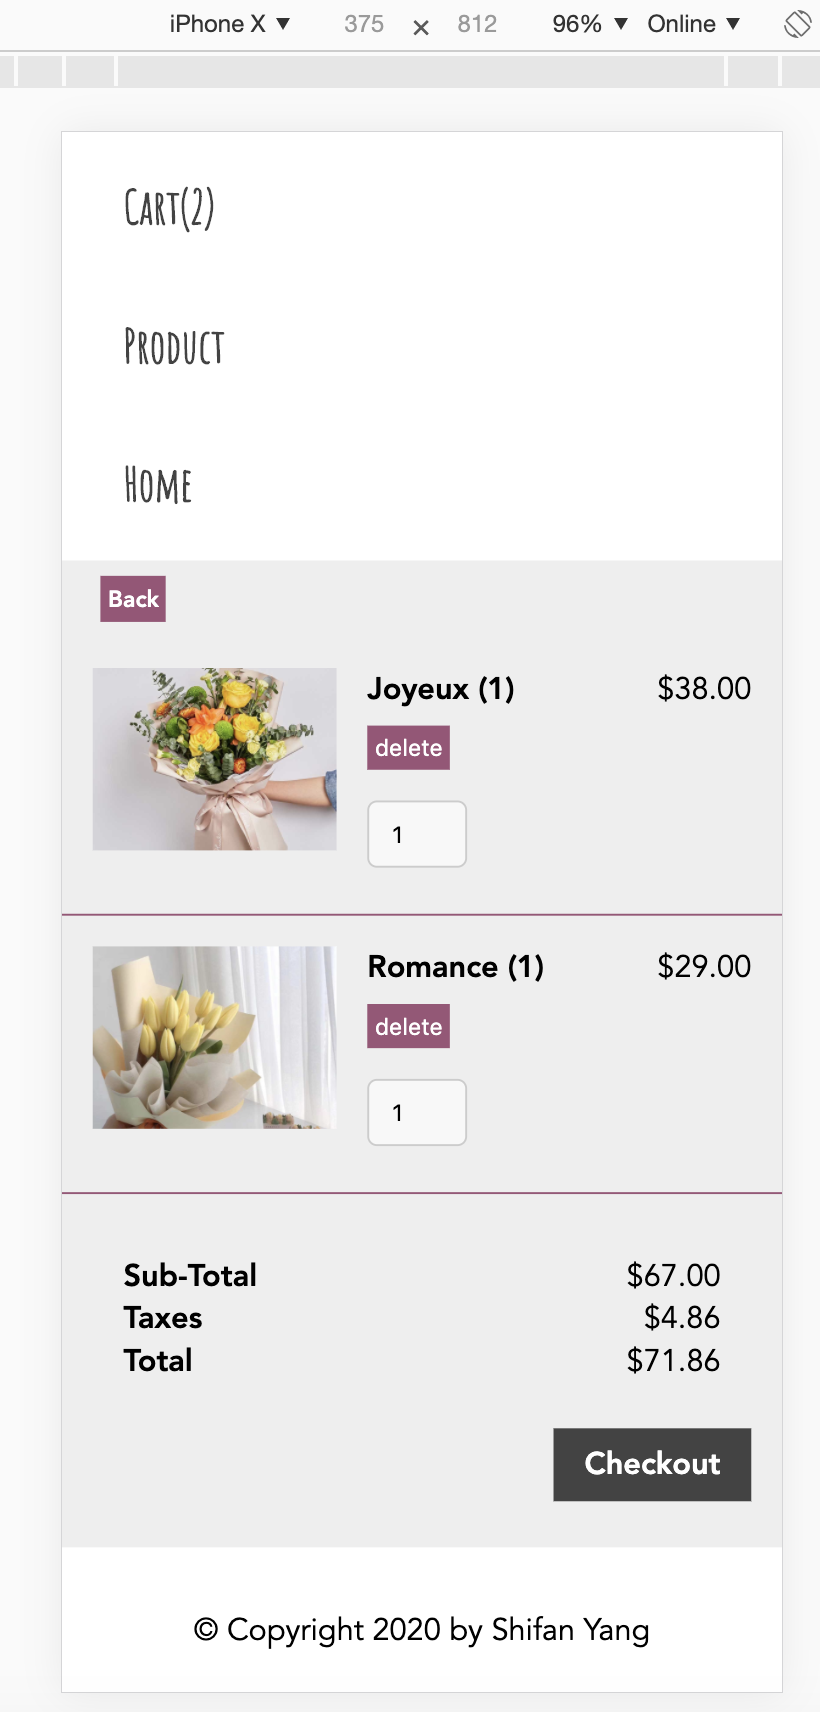 iPhone X ▼ 375 × 812 96% ▼ Online ▼
Cart(2)
Product
Home
Back
Joyeux (1) $38.00
delete
1
Romance (1) $29.00
delete
1
Sub-Total $67.00
Taxes $4.86
Total $71.86
Checkout
© Copyright 2020 by Shifan Yang